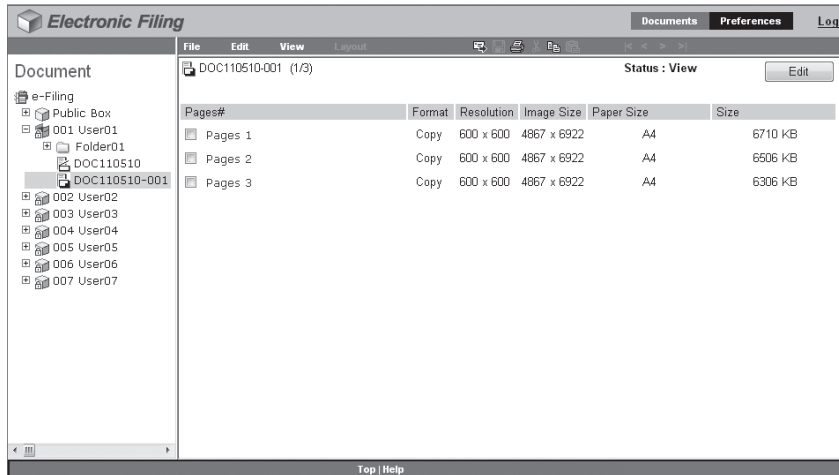 Electronic Filing
Documents Preferences Log
File Edit View Layout
|< < > >|
Document
e-Filing
Public Box
001 User01
Folder01
DOC110510
DOC110510-001
002 User02
003 User03
004 User04
005 User05
006 User06
007 User07
DOC110510-001 (1/3) Status : View Edit
Pages# Format Resolution Image Size Paper Size Size
Pages 1 Copy 600 x 600 4867 x 6922 A4 6710 KB
Pages 2 Copy 600 x 600 4867 x 6922 A4 6506 KB
Pages 3 Copy 600 x 600 4867 x 6922 A4 6306 KB
Top | Help